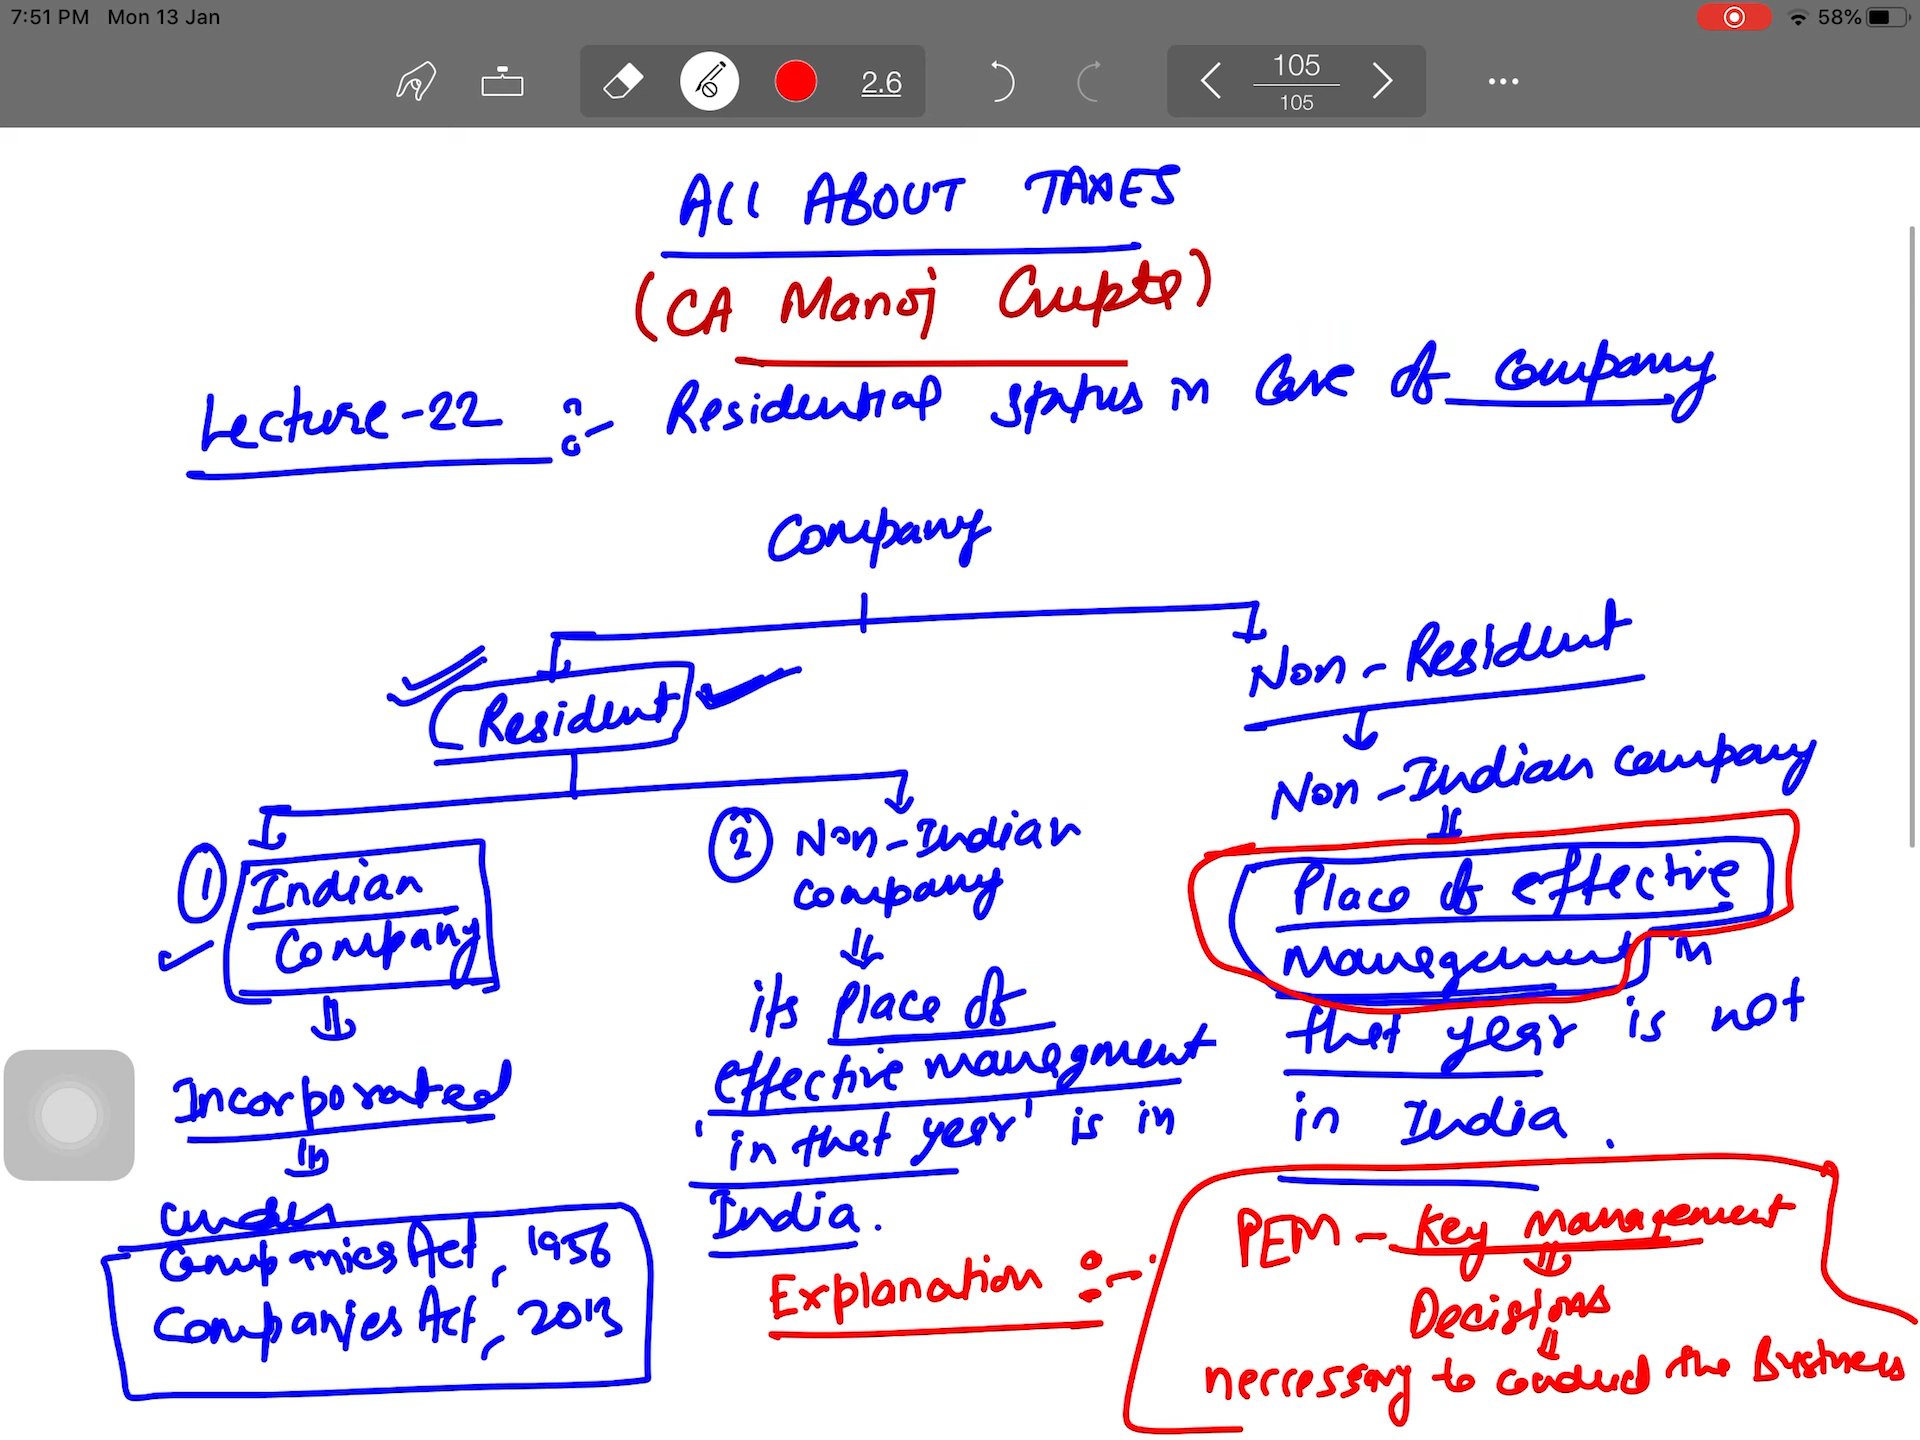 7:51 PM Mon 13 Jan
58%
2.6
105
105
ALL ABOUT TAXES
(CA Manoj Gupta)
Lecture-22 :- Residential Status in Case of Company
Company
Resident
Non-Resident
Non-Indian company
① Indian
Company
② Non-Indian
company
Place of effective
management in
that year is not
in India.
its place of
effective managment
'in that year' is in
India.
Incorporated
under
Companies Act, 1956
Companies Act, 2013
Explanation :-
PEM - Key Management
Decisions
neccessary to conduct the Business